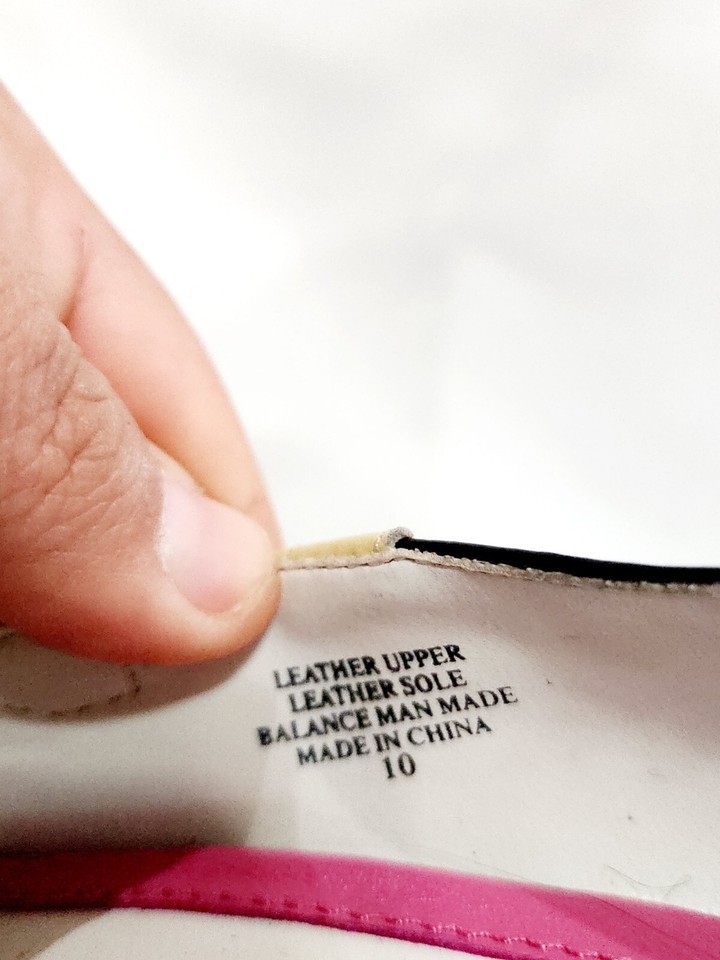 LEATHER UPPER
LEATHER SOLE
BALANCE MAN MADE
MADE IN CHINA
10